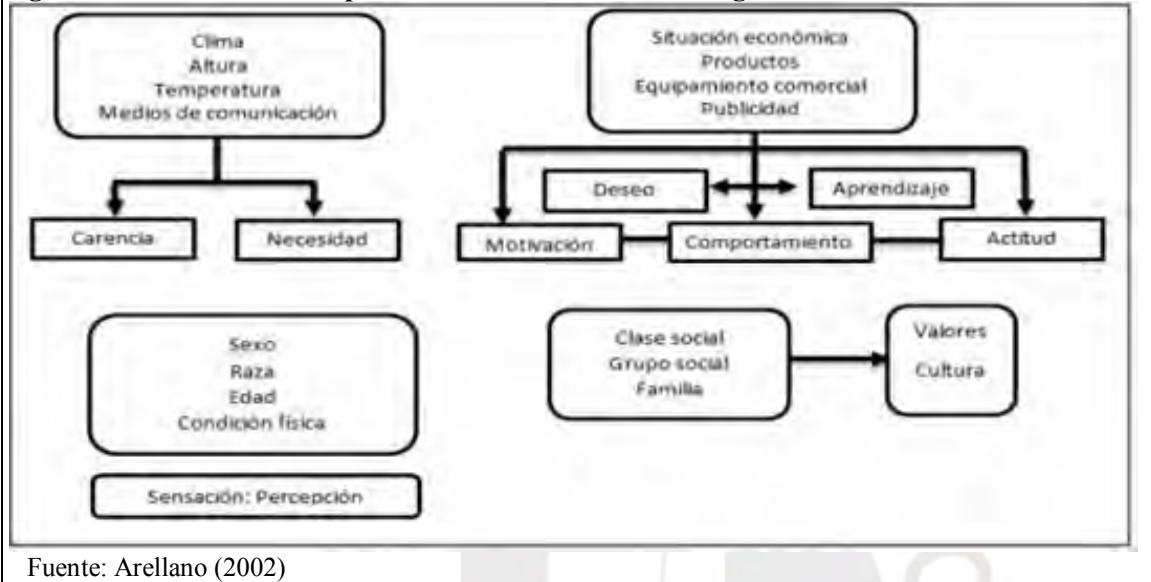 Clima
Altura
Temperatura
Medios de comunicación
Carencia
Necesidad
Situación económica
Productos
Equipamiento comercial
Publicidad
Deseo
Aprendizaje
Motivación
Comportamiento
Actitud
Sexo
Raza
Edad
Condición física
Sensación: Percepción
Clase social
Grupo social
Familia
Valores
Cultura
Fuente: Arellano (2002)